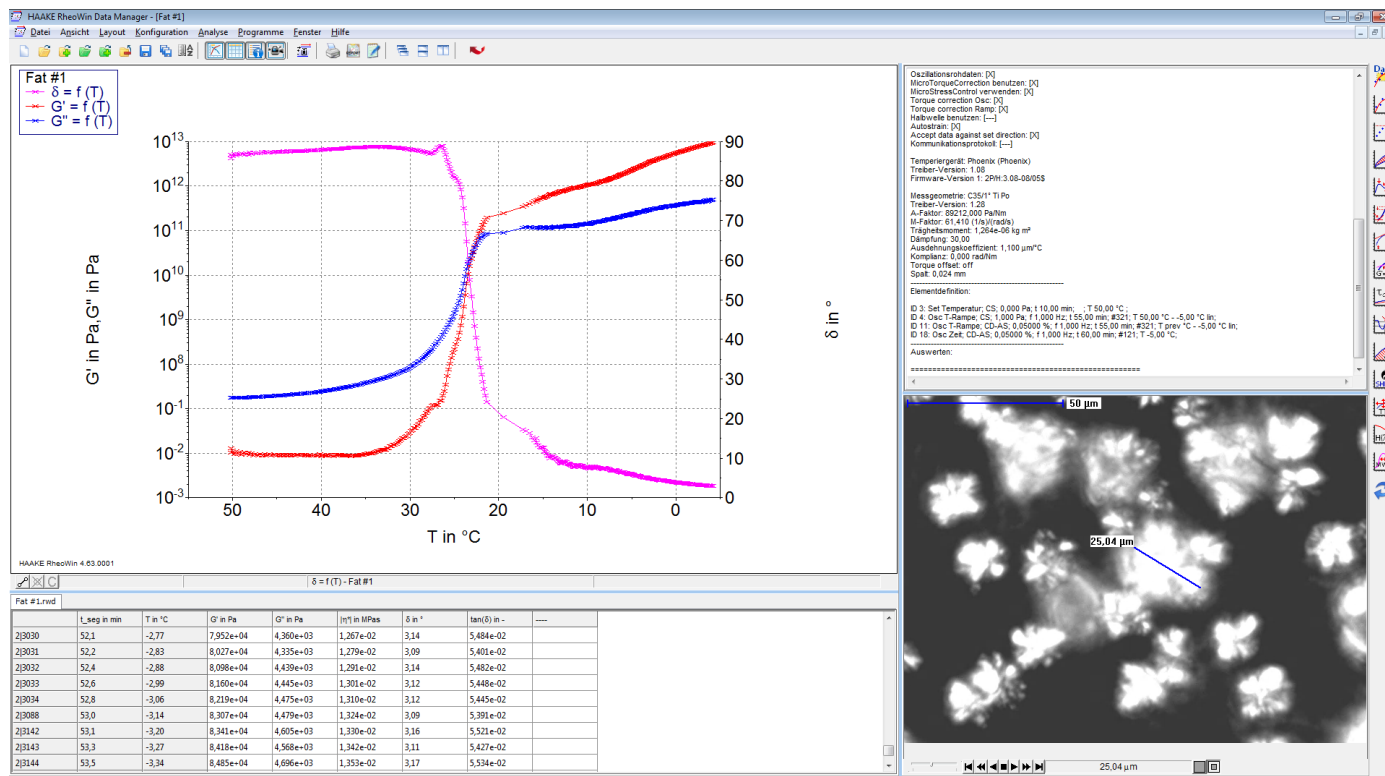 HAAKE RheoWin Data Manager - [Fat #1]
Datei Ansicht Layout Konfiguration Analyse Programme Fenster Hilfe
Fat #1
δ = f (T)
G' = f (T)
G'' = f (T)
10^13
10^12
10^11
10^10
10^9
10^8
10^-1
10^-2
10^-3
G' in Pa,G'' in Pa
90
80
70
60
50
40
30
20
10
0
δ in °
50 40 30 20 10 0
T in °C
HAAKE RheoWin 4.63.0001
δ = f (T) - Fat #1
Fat #1.rwd
t_seg in min T in °C G' in Pa G'' in Pa |η*| in MPas δ in ° tan(δ) in - ----
2|3030 52,1 -2,77 7,952e+04 4,360e+03 1,267e-02 3,14 5,484e-02
2|3031 52,2 -2,83 8,027e+04 4,335e+03 1,279e-02 3,09 5,401e-02
2|3032 52,4 -2,88 8,098e+04 4,439e+03 1,291e-02 3,14 5,482e-02
2|3033 52,6 -2,99 8,160e+04 4,445e+03 1,301e-02 3,12 5,448e-02
2|3034 52,8 -3,06 8,219e+04 4,475e+03 1,310e-02 3,12 5,445e-02
2|3088 53,0 -3,14 8,307e+04 4,479e+03 1,324e-02 3,09 5,391e-02
2|3142 53,1 -3,20 8,341e+04 4,605e+03 1,330e-02 3,16 5,521e-02
2|3143 53,3 -3,27 8,418e+04 4,568e+03 1,342e-02 3,11 5,427e-02
2|3144 53,5 -3,34 8,485e+04 4,696e+03 1,353e-02 3,17 5,534e-02
Oszillationsrohdaten: [X]
MicroTorqueCorrection benutzen: [X]
MicroStressControl verwenden: [X]
Torque correction Osc: [X]
Torque correction Ramp: [X]
Halbwelle benutzen: [---]
Autostrain: [X]
Accept data against set direction: [X]
Kommunikationsprotokoll: [---]
Temperiergerät: Phoenix (Phoenix)
Treiber-Version: 1.08
Firmware-Version 1: 2P/H:3.08-08/05$
Messgeometrie: C35/1° Ti Po
Treiber-Version: 1.28
A-Faktor: 89212,000 Pa/Nm
M-Faktor: 61,410 (1/s)/(rad/s)
Trägheitsmoment: 1,264e-06 kg m²
Dämpfung: 30,00
Ausdehnungskoeffizient: 1,100 µm/°C
Komplianz: 0,000 rad/Nm
Torque offset: off
Spalt: 0,024 mm
Elementdefinition:
ID 3: Set Temperatur; CS; 0,000 Pa; t 10,00 min; ; T 50,00 °C ;
ID 4: Osc T-Rampe; CS; 1,000 Pa; f 1,000 Hz; t 55,00 min; #321; T 50,00 °C - -5,00 °C lin;
ID 11: Osc T-Rampe; CD-AS; 0,05000 %; f 1,000 Hz; t 55,00 min; #321; T prev °C - -5,00 °C lin;
ID 18: Osc Zeit; CD-AS; 0,05000 %; f 1,000 Hz; t 60,00 min; #121; T -5,00 °C;
Auswerten:
50 µm
25,04 µm
25,04 µm